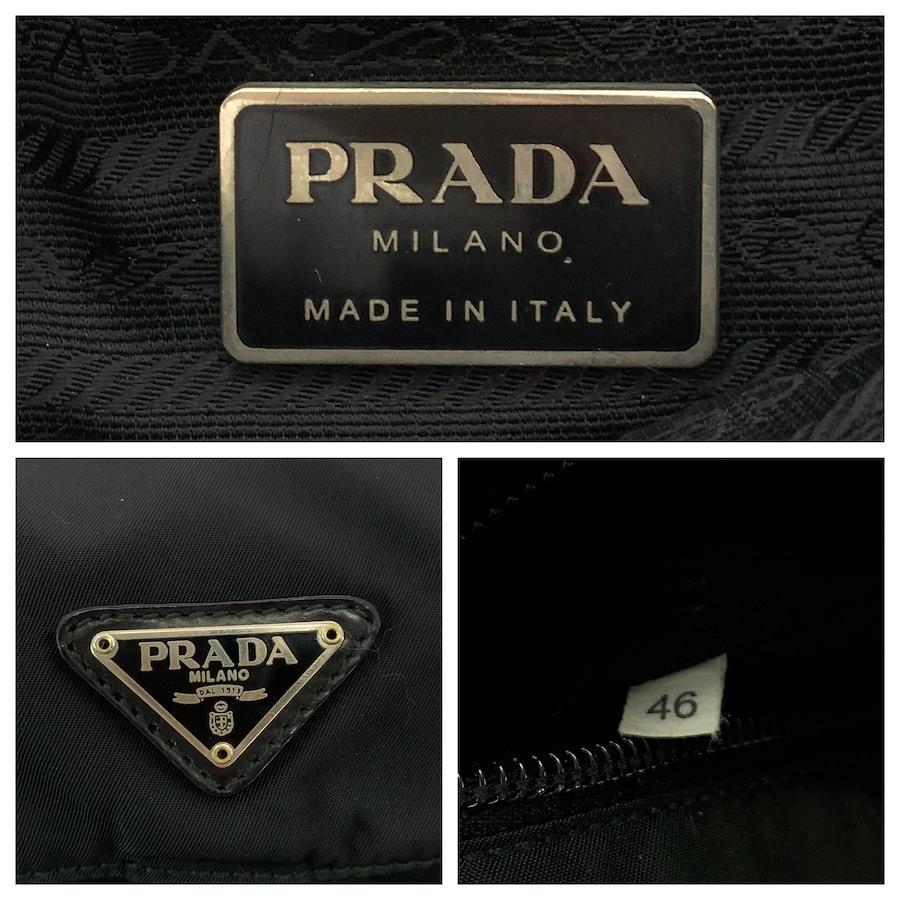 PRADA
MILANO
MADE IN ITALY
PRADA
MILANO
DAL 1913
46